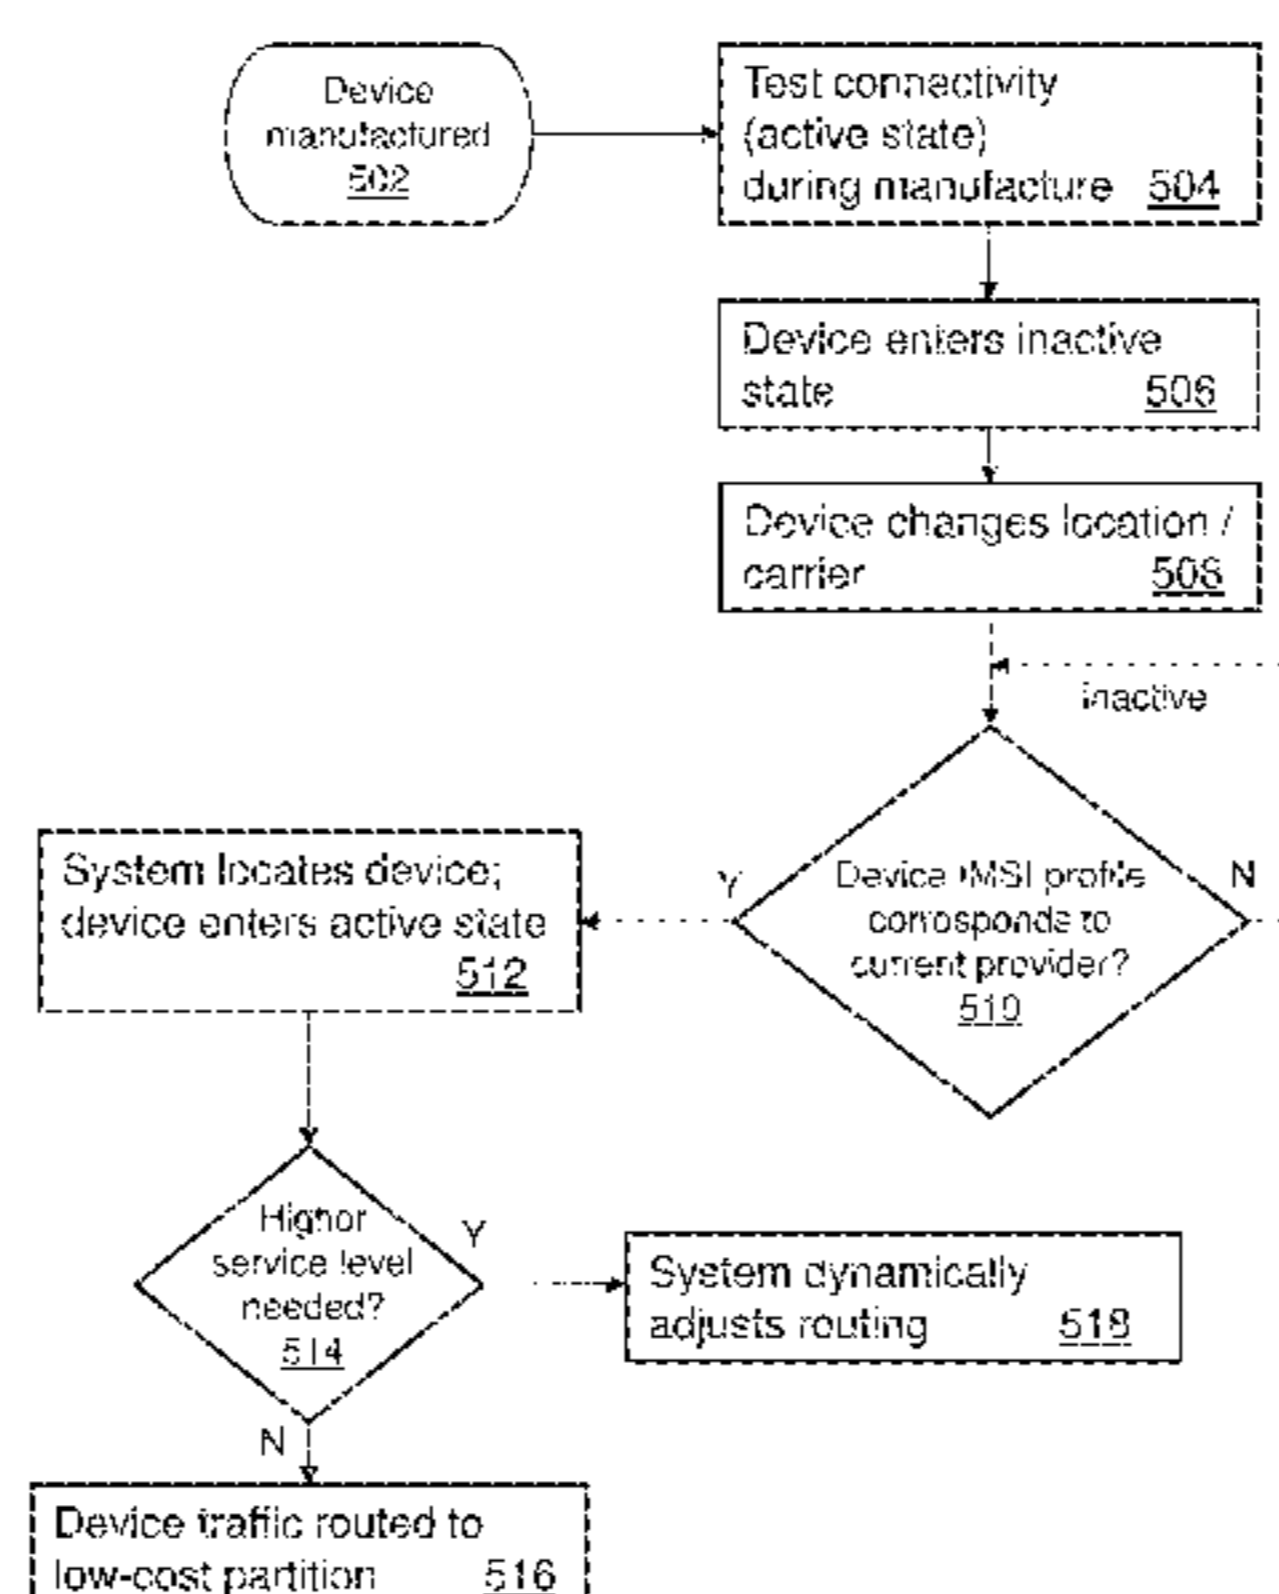 Device
manufactured
502
Test connectivity
(active state)
during manufacture 504
Device enters inactive
state 506
Device changes location /
carrier 508
inactive
Device IMSI profile
corresponds to
current provider?
510
Y
N
System locates device;
device enters active state
512
Higher
service level
needed?
514
Y
N
System dynamically
adjusts routing 518
Device traffic routed to
low-cost partition 516